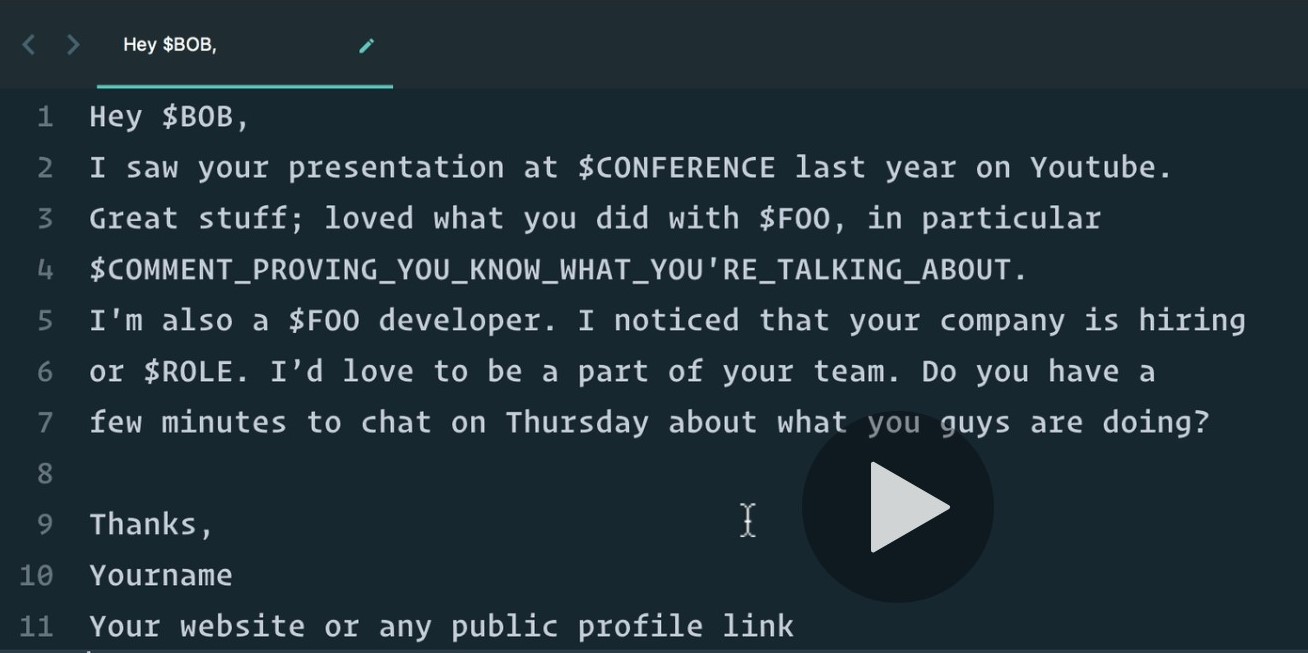 Hey $BOB,
1 Hey $BOB,
2 I saw your presentation at $CONFERENCE last year on Youtube.
3 Great stuff; loved what you did with $FOO, in particular
4 $COMMENT_PROVING_YOU_KNOW_WHAT_YOU'RE_TALKING_ABOUT.
5 I'm also a $FOO developer. I noticed that your company is hiring
6 or $ROLE. I’d love to be a part of your team. Do you have a
7 few minutes to chat on Thursday about what you guys are doing?
8
9 Thanks,
10 Yourname
11 Your website or any public profile link